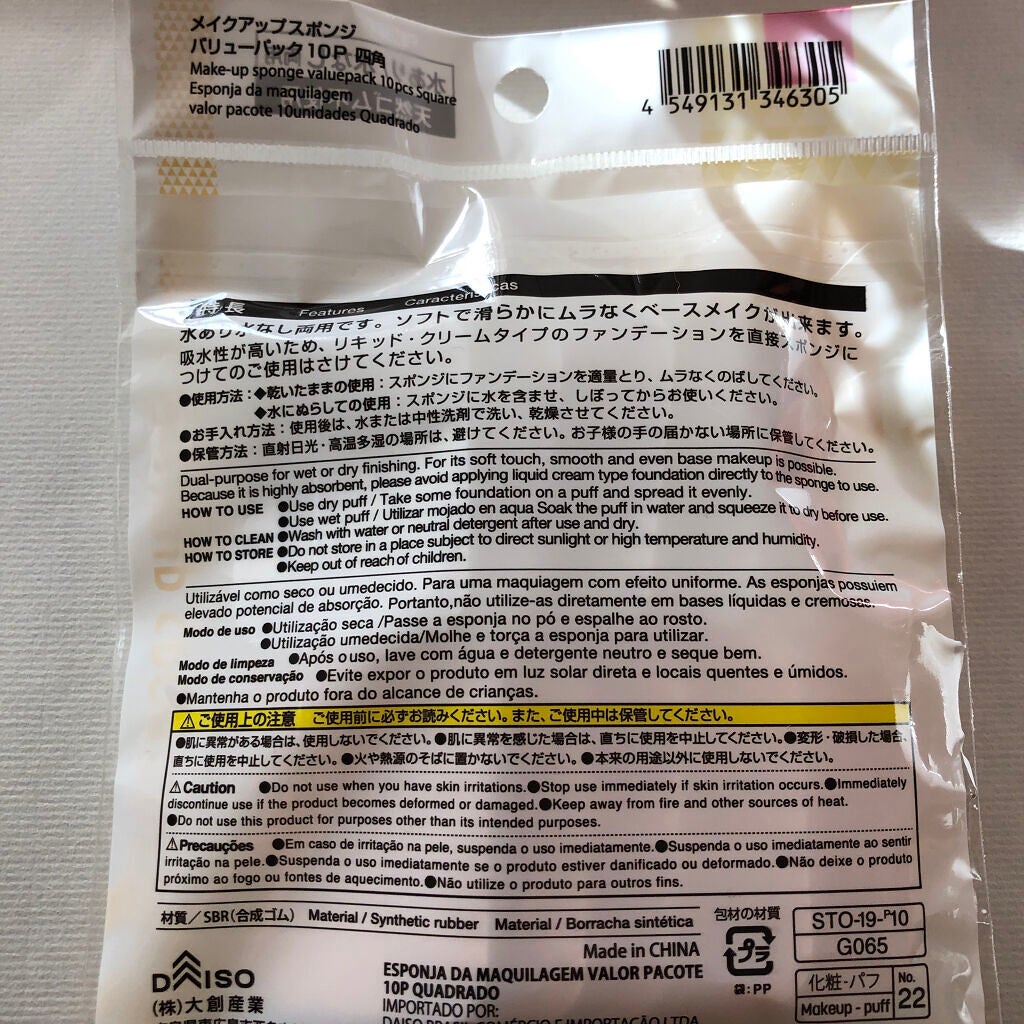 メイクアップスポンジ
バリューパック10P 四角
Make-up sponge valuepack 10pcs Square
Esponja da maquilagem
valor pacote 10unidades Quadrado
4 549131 346305
特長 Features Características
水あり水なし両用です。ソフトで滑らかにムラなくベースメイクが出来ます。
吸水性が高いため、リキッド・クリームタイプのファンデーションを直接スポンジに
つけてのご使用はさけてください。
●使用方法：◆乾いたままの使用：スポンジにファンデーションを適量とり、ムラなくのばしてください。
◆水にぬらしての使用：スポンジに水を含ませ、しぼってからお使いください。
●お手入れ方法：使用後は、水または中性洗剤で洗い、乾燥させてください。
●保管方法：直射日光・高温多湿の場所は、避けてください。お子様の手の届かない場所に保管してください。
Dual-purpose for wet or dry finishing. For its soft touch, smooth and even base makeup is possible.
Because it is highly absorbent, please avoid applying liquid cream type foundation directly to the sponge to use.
HOW TO USE ●Use dry puff / Take some foundation on a puff and spread it evenly.
●Use wet puff / Utilizar mojado en aqua Soak the puff in water and squeeze it to dry before use.
HOW TO CLEAN ●Wash with water or neutral detergent after use and dry.
HOW TO STORE ●Do not store in a place subject to direct sunlight or high temperature and humidity.
●Keep out of reach of children.
Utilizável como seco ou umedecido. Para uma maquiagem com efeito uniforme. As esponjas possuiem
elevado potencial de absorção. Portanto,não utilize-as diretamente em bases líquidas e cremosas.
Modo de uso ●Utilização seca /Passe a esponja no pó e espalhe ao rosto.
●Utilização umedecida/Molhe e torça a esponja para utilizar.
Modo de limpeza ●Após o uso, lave com água e detergente neutro e seque bem.
Modo de conservação ●Evite expor o produto em luz solar direta e locais quentes e úmidos.
●Mantenha o produto fora do alcance de crianças.
⚠ご使用上の注意 ご使用前に必ずお読みください。また、ご使用中は保管してください。
●肌に異常がある場合は、使用しないでください。●肌に異常を感じた場合は、直ちに使用を中止してください。●変形・破損した場合、
直ちに使用を中止してください。●火や熱源のそばに置かないでください。●本来の用途以外に使用しないでください。
⚠Caution ●Do not use when you have skin irritations.●Stop use immediately if skin irritation occurs.●Immediately
discontinue use if the product becomes deformed or damaged.●Keep away from fire and other sources of heat.
●Do not use this product for purposes other than its intended purposes.
⚠Precauções ●Em caso de irritação na pele, suspenda o uso imediatamente.●Suspenda o uso imediatamente ao sentir
irritação na pele.●Suspenda o uso imediatamente se o produto estiver danificado ou deformado.●Não deixe o produto
próximo ao fogo ou fontes de aquecimento.●Não utilize o produto para outros fins.
材質／SBR(合成ゴム) Material / Synthetic rubber Material / Borracha sintética
Made in CHINA
包材の材質
プラ
袋：PP
STO-19-P10
G065
化粧-パフ
Makeup - puff
No.
22
DAISO
(株)大創産業
ESPONJA DA MAQUILAGEM VALOR PACOTE
10P QUADRADO
IMPORTADO POR:
DAISO BRASIL COMÉRCIO E IMPORTAÇÃO LTDA